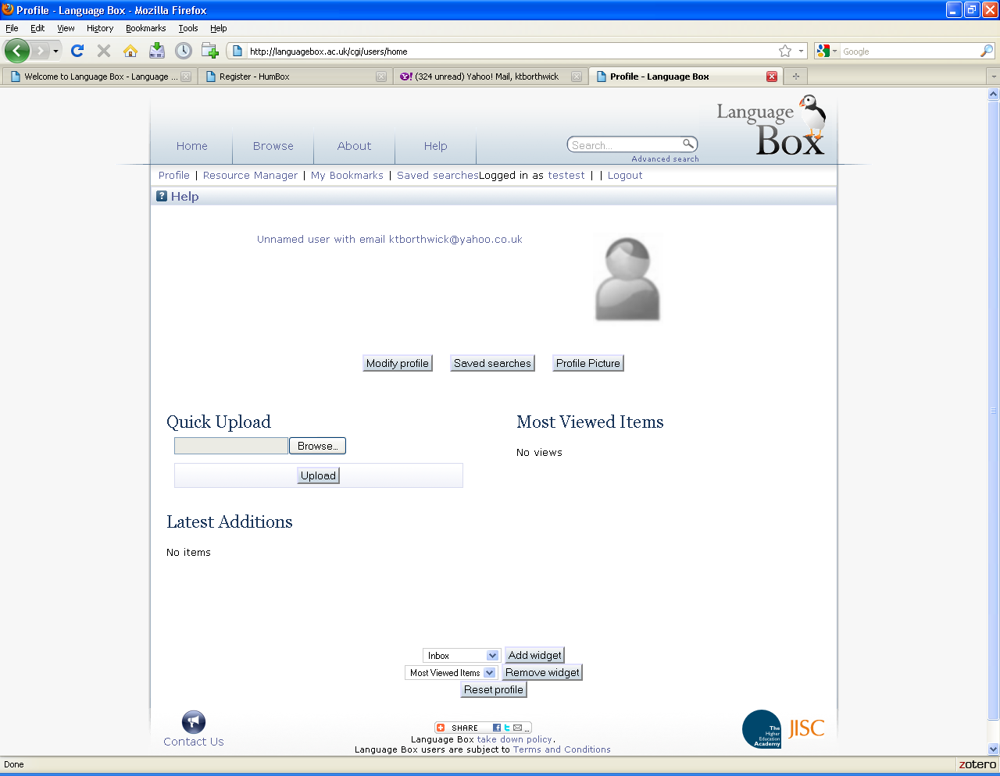 Profile - Language Box - Mozilla Firefox
File Edit View History Bookmarks Tools Help
http://languagebox.ac.uk/cgi/users/home
Google
Welcome to Language Box - Language ...
Register - HumBox
(324 unread) Yahoo! Mail, ktborthwick
Profile - Language Box
Language Box
Home
Browse
About
Help
Search...
Advanced search
Profile | Resource Manager | My Bookmarks | Saved searchesLogged in as testest | | Logout
? Help
Unnamed user with email ktborthwick@yahoo.co.uk
Modify profile
Saved searches
Profile Picture
Quick Upload
Browse...
Upload
Most Viewed Items
No views
Latest Additions
No items
Inbox
Add widget
Most Viewed Items
Remove widget
Reset profile
Contact Us
SHARE ...
Language Box take down policy.
Language Box users are subject to Terms and Conditions
The
Higher
Education
Academy
JISC
Done
zotero